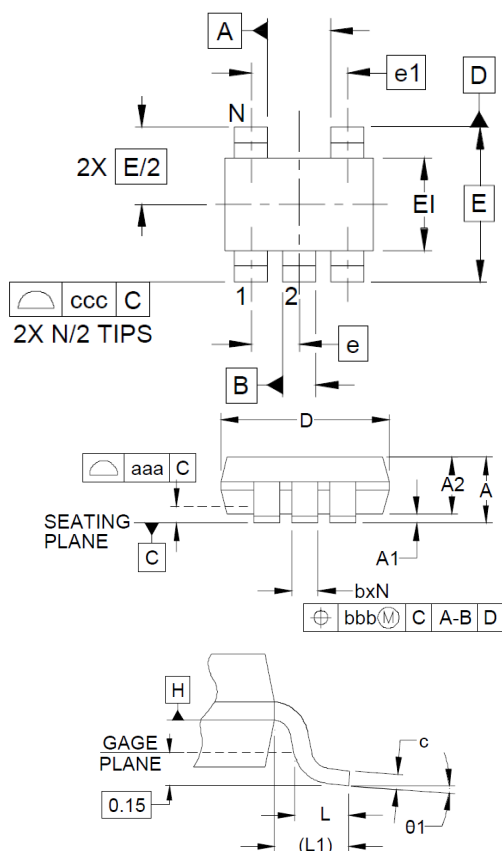 A
e1
D
N
2X E/2
EI
E
1
2
ccc C
2X N/2 TIPS
e
B
D
aaa C
A2
A
SEATING
PLANE
C
A1
bxN
bbb Ⓜ C A-B D
H
GAGE
PLANE
c
0.15
L
θ1
(L1)